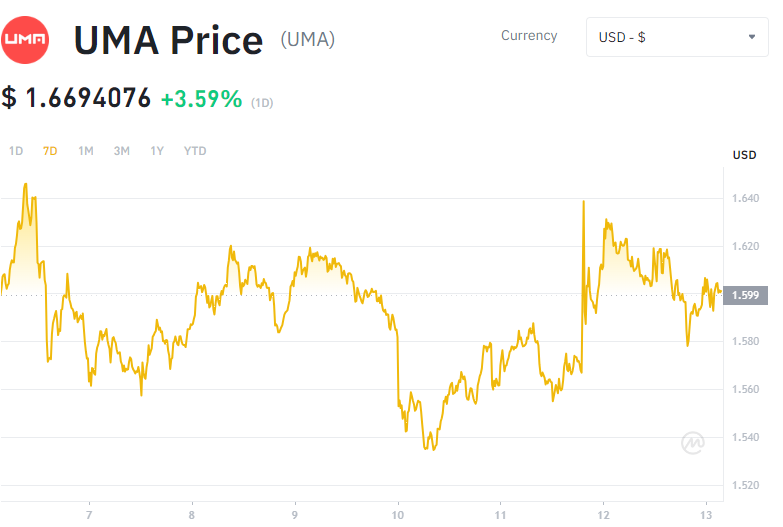 UMA
UMA Price (UMA)
Currency
USD - $
$ 1.6694076 +3.59% (1D)
1D 7D 1M 3M 1Y YTD
USD
1.640
1.620
1.599
1.580
1.560
1.540
1.520
7 8 9 10 11 12 13